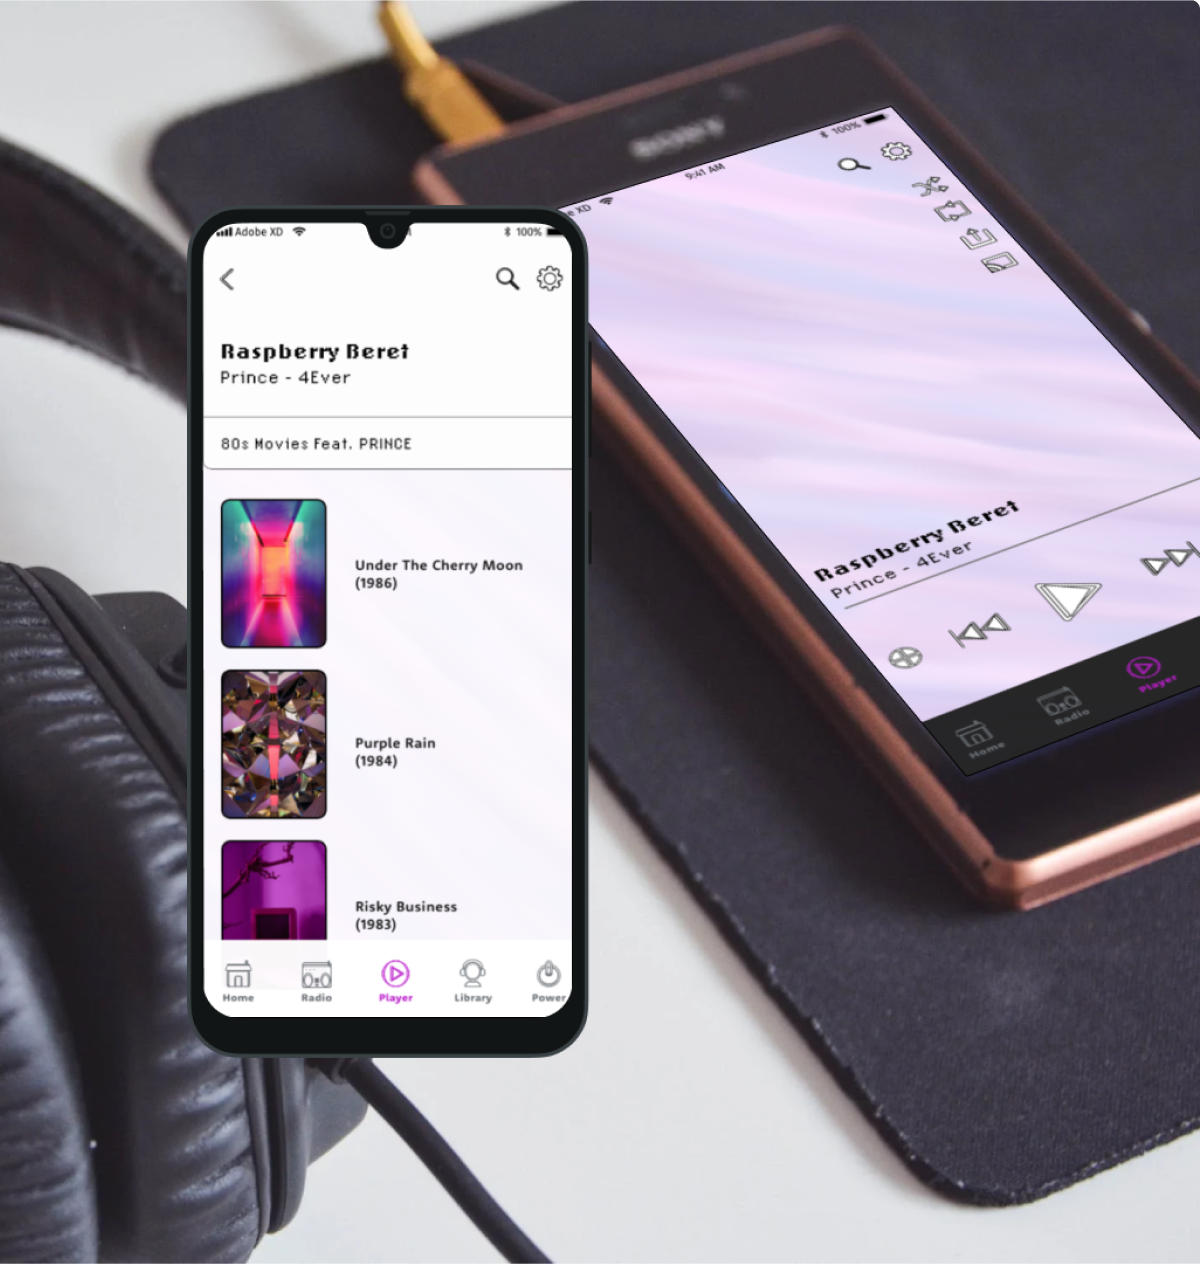 SONY
100%
9:41 AM
e XD
Adobe XD
100%
Raspberry Beret
Prince - 4Ever
80s Movies Feat. PRINCE
Under The Cherry Moon
(1986)
Purple Rain
(1984)
Risky Business
(1983)
Home
Radio
Player
Library
Power
Raspberry Beret
Prince - 4Ever
Home
Radio
Player